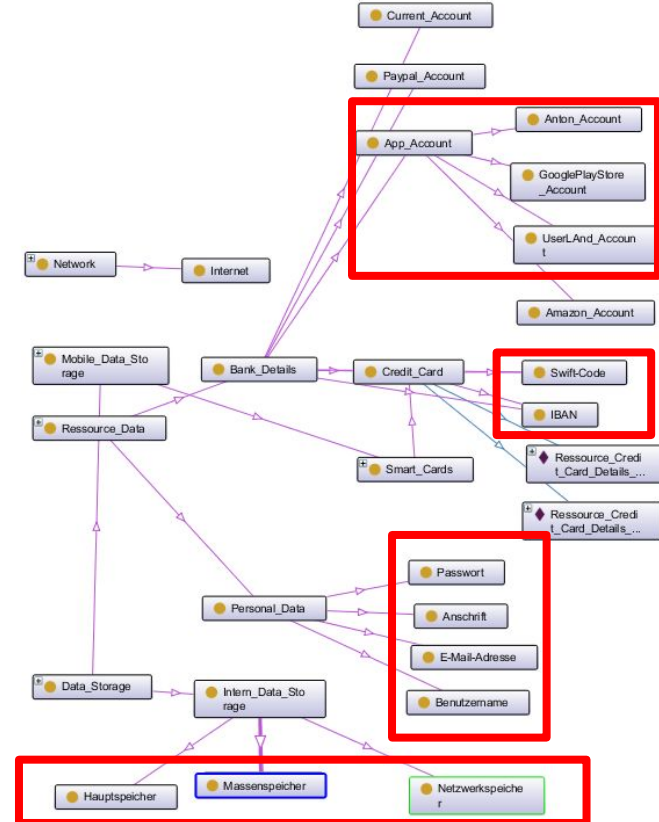 Current_Account
Paypal_Account
Anton_Account
App_Account
GooglePlayStore
_Account
UserLAnd_Accoun
t
Network
Internet
Amazon_Account
Mobile_Data_Sto
rage
Bank_Details
Credit_Card
Swift-Code
IBAN
Ressource_Data
Smart_Cards
Ressource_Credi
t_Card_Details_...
Ressource_Credi
t_Card_Details_...
Passwort
Personal_Data
Anschrift
E-Mail-Adresse
Data_Storage
Intern_Data_Sto
rage
Benutzername
Hauptspeicher
Massenspeicher
Netzwerkspeiche
r